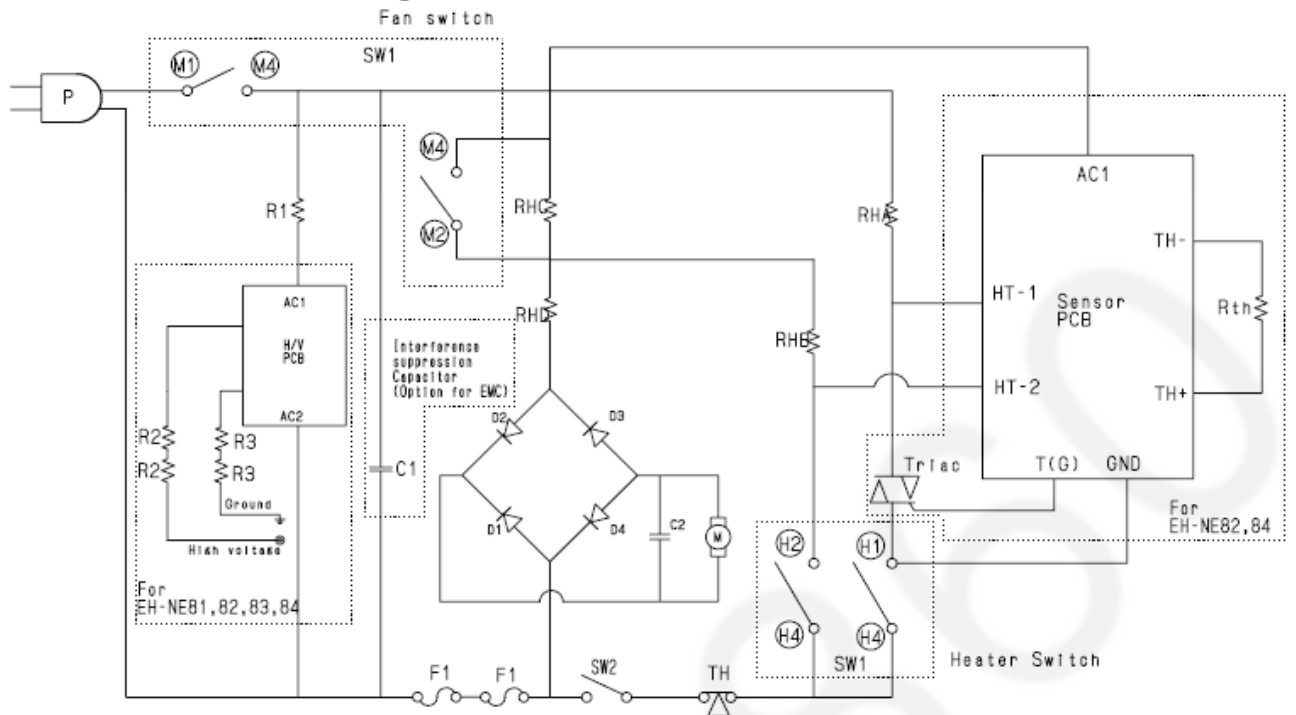 Fan switch
SW1
M1
M4
P
M4
AC1
R1
RHC
RHA
M2
TH-
AC1
HT-1
Sensor
PCB
Rth
H/V
PCB
RHD
Interference
suppression
Capacitor
(Option for EMC)
RHB
HT-2
TH+
AC2
D2
D3
R2
R3
R2
R3
C1
Triac
T(G)
GND
Ground
D1
D4
C2
M
For
EH-NE82,84
High voltage
H2
H1
For
EH-NE81,82,83,84
H4
H4
F1
F1
SW2
TH
SW1
Heater Switch